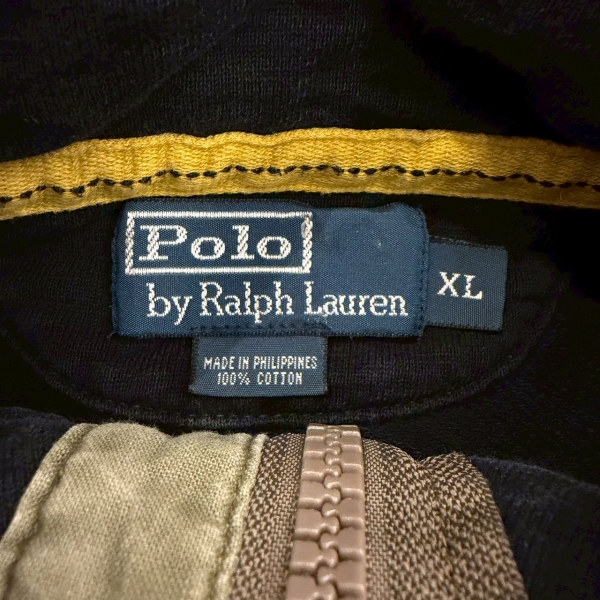 Polo
by Ralph Lauren
XL
MADE IN PHILIPPINES
100% COTTON